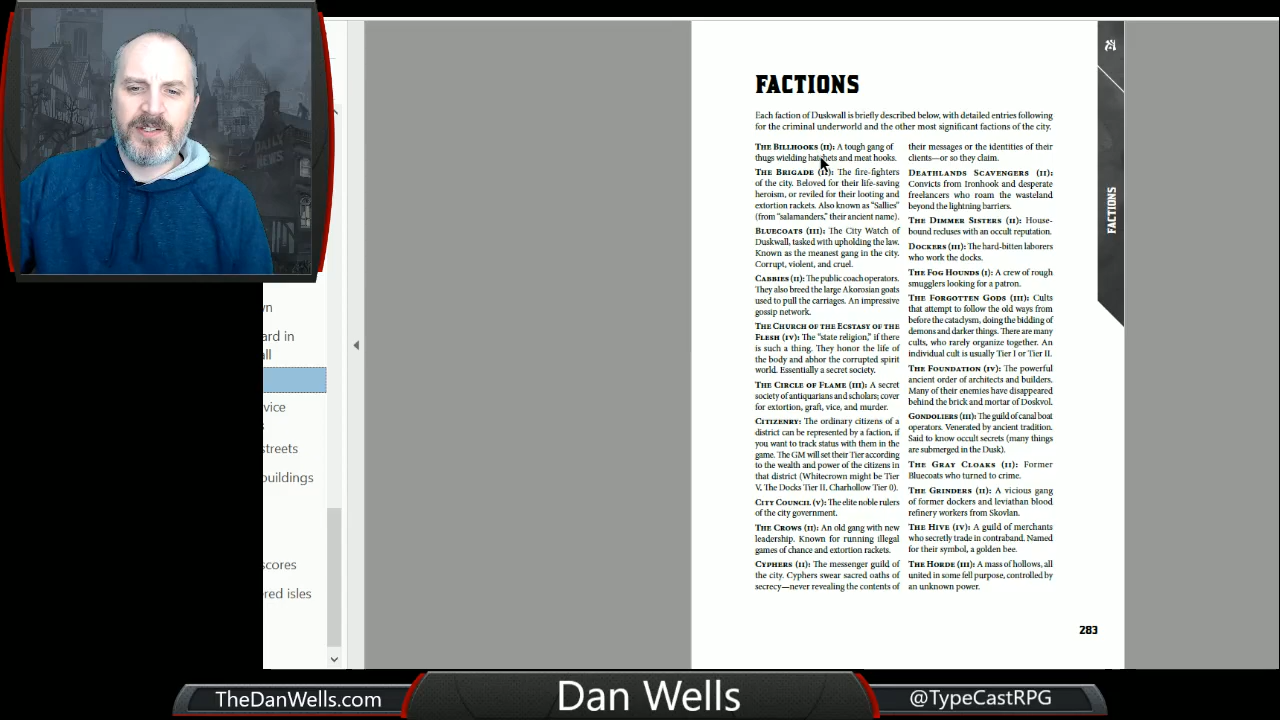 FACTIONS
Each faction of Duskwall is briefly described below, with detailed entries following
for the criminal underworld and the other most significant factions of the city.
THE BILLHOOKS (II): A tough gang of
thugs wielding hatchets and meat hooks.
THE BRIGADE (II): The fire-fighters
of the city. Beloved for their life-saving
heroism, or reviled for their looting and
extortion rackets. Also known as "Sallies"
(from "salamanders," their ancient name).
BLUECOATS (III): The City Watch of
Duskwall, tasked with upholding the law.
Known as the meanest gang in the city.
Corrupt, violent, and cruel.
CABBIES (II): The public coach operators.
They also breed the large Akorosian goats
used to pull the carriages. An impressive
gossip network.
THE CHURCH OF THE ECSTASY OF THE
FLESH (IV): The "state religion," if there
is such a thing. They honor the life of
the body and abhor the corrupted spirit
world. Essentially a secret society.
THE CIRCLE OF FLAME (III): A secret
society of antiquarians and scholars; cover
for extortion, graft, vice, and murder.
CITIZENRY: The ordinary citizens of a
district can be represented by a faction, if
you want to track status with them in the
game. The GM will set their Tier according
to the wealth and power of the citizens in
that district (Whitecrown might be Tier
V, The Docks Tier II, Charhollow Tier 0).
CITY COUNCIL (V): The elite noble rulers
of the city government.
THE CROWS (II): An old gang with new
leadership. Known for running illegal
games of chance and extortion rackets.
CYPHERS (II): The messenger guild of
the city. Cyphers swear sacred oaths of
secrecy—never revealing the contents of
their messages or the identities of their
clients—or so they claim.
DEATHLANDS SCAVENGERS (II):
Convicts from Ironhook and desperate
freelancers who roam the wasteland
beyond the lightning barriers.
THE DIMMER SISTERS (II): House-
bound recluses with an occult reputation.
DOCKERS (III): The hard-bitten laborers
who work the docks.
THE FOG HOUNDS (I): A crew of rough
smugglers looking for a patron.
THE FORGOTTEN GODS (III): Cults
that attempt to follow the old ways from
before the cataclysm, doing the bidding of
demons and darker things. There are many
cults, who rarely organize together. An
individual cult is usually Tier I or Tier II.
THE FOUNDATION (IV): The powerful
ancient order of architects and builders.
Many of their enemies have disappeared
behind the brick and mortar of Doskvol.
GONDOLIERS (III): The guild of canal boat
operators. Venerated by ancient tradition.
Said to know occult secrets (many things
are submerged in the Dusk).
THE GRAY CLOAKS (II): Former
Bluecoats who turned to crime.
THE GRINDERS (II): A vicious gang
of former dockers and leviathan blood
refinery workers from Skovlan.
THE HIVE (IV): A guild of merchants
who secretly trade in contraband. Named
for their symbol, a golden bee.
THE HORDE (III): A mass of hollows, all
united in some fell purpose, controlled by
an unknown power.
FACTIONS
283
wn
ard in
all
vice
s
streets
buildings
scores
ered isles
TheDanWells.com
Dan Wells
@TypeCastRPG